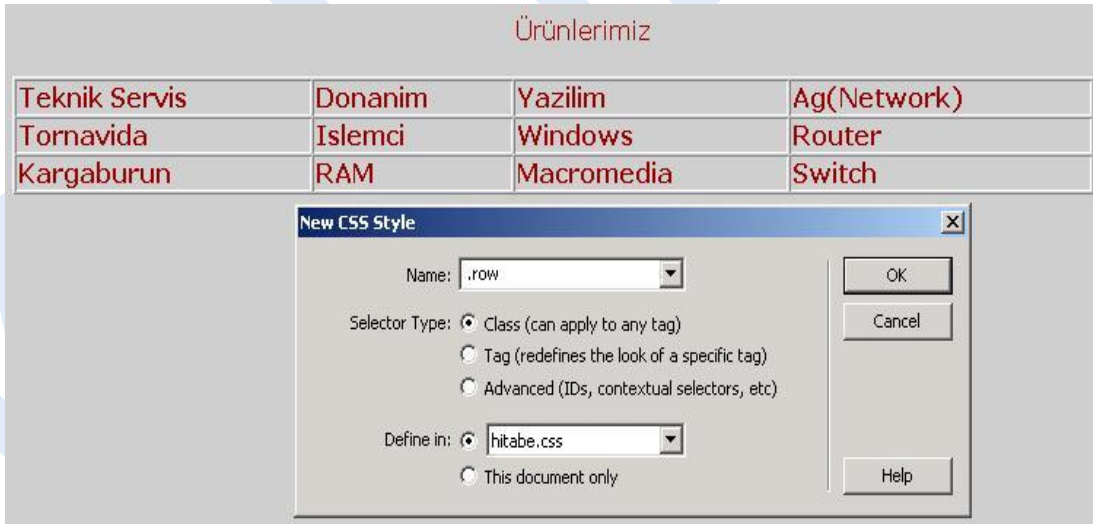 Ürünlerimiz
Teknik Servis Donanim Yazilim Ag(Network)
Tornavida Islemci Windows Router
Kargaburun RAM Macromedia Switch
New CSS Style
Name: .row OK
Selector Type: Class (can apply to any tag) Cancel
Tag (redefines the look of a specific tag)
Advanced (IDs, contextual selectors, etc)
Define in: hitabe.css
This document only Help